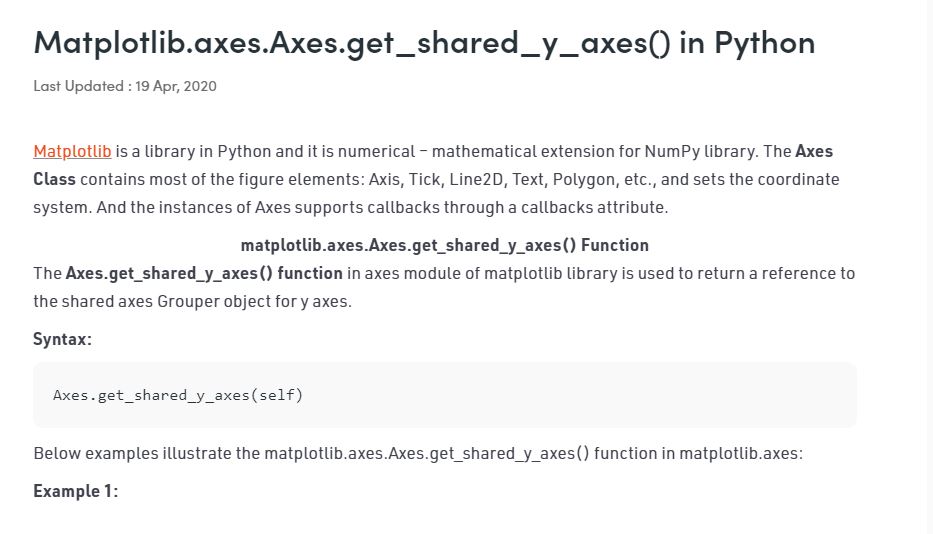 Matplotlib.axes.Axes.get_shared_y_axes() in Python
Last Updated : 19 Apr, 2020
Matplotlib is a library in Python and it is numerical – mathematical extension for NumPy library. The Axes
Class contains most of the figure elements: Axis, Tick, Line2D, Text, Polygon, etc., and sets the coordinate
system. And the instances of Axes supports callbacks through a callbacks attribute.
matplotlib.axes.Axes.get_shared_y_axes() Function
The Axes.get_shared_y_axes() function in axes module of matplotlib library is used to return a reference to
the shared axes Grouper object for y axes.
Syntax:
Axes.get_shared_y_axes(self)
Below examples illustrate the matplotlib.axes.Axes.get_shared_y_axes() function in matplotlib.axes:
Example 1: